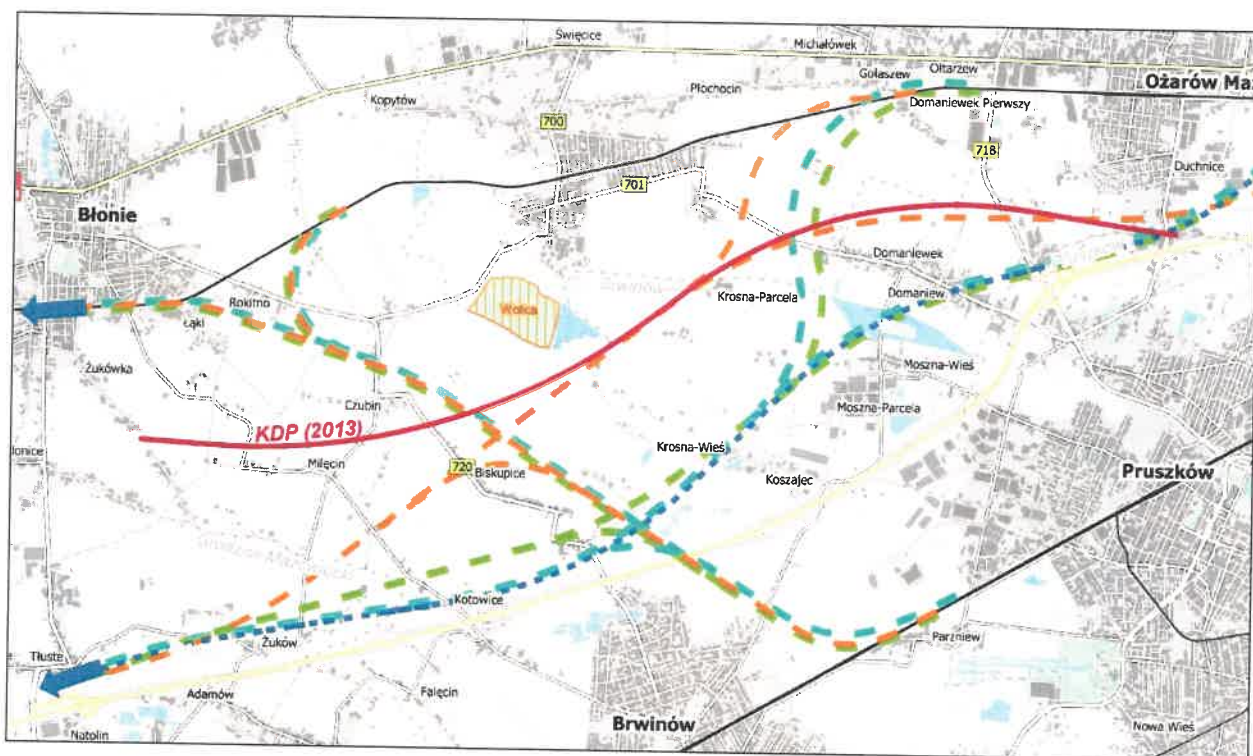 Święcice
Michałówek
Gołaszew
Ołtarzew
Ożarów Maz
Kopytów
Płochocin
Domaniewek Pierwszy
700
718
Duchnice
701
Błonie
Domaniewek
Rokitno
Wolica
Krosna-Parcela
Domaniew
Łąki
Żukówka
Moszna-Wieś
Czubin
Moszna-Parcela
KDP (2013)
Krosna-Wieś
łonice
Milęcin
720
Biskupice
Koszajec
Pruszków
Kotowice
Żuków
Parzniew
Tłuste
Adamów
Falęcin
Natolin
Brwinów
Nowa Wieś